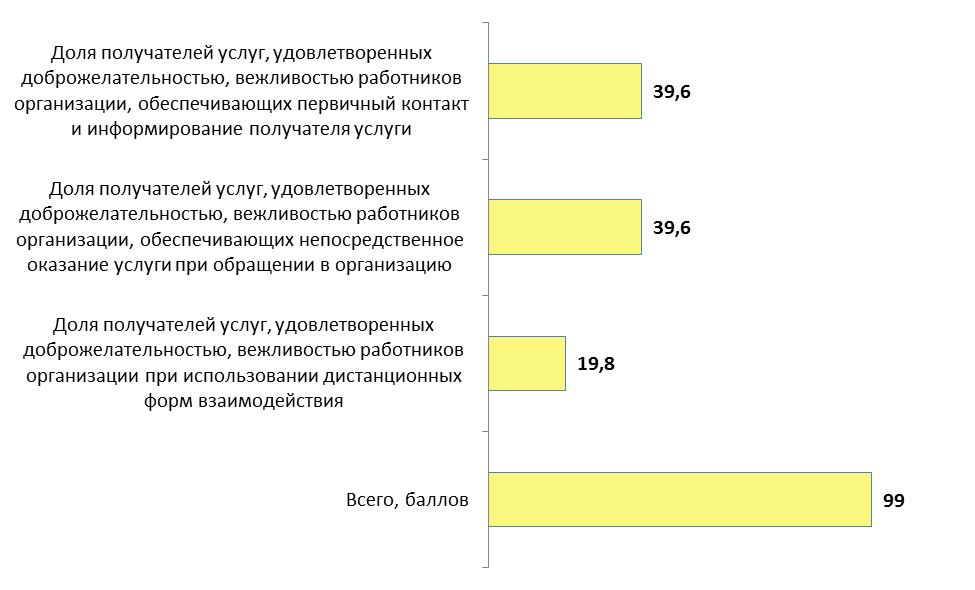 Доля получателей услуг, удовлетворенных
доброжелательностью, вежливостью работников
организации, обеспечивающих первичный контакт
и информирование получателя услуги
39,6
Доля получателей услуг, удовлетворенных
доброжелательностью, вежливостью работников
организации, обеспечивающих непосредственное
оказание услуги при обращении в организацию
39,6
Доля получателей услуг, удовлетворенных
доброжелательностью, вежливостью работников
организации при использовании дистанционных
форм взаимодействия
19,8
Всего, баллов
99